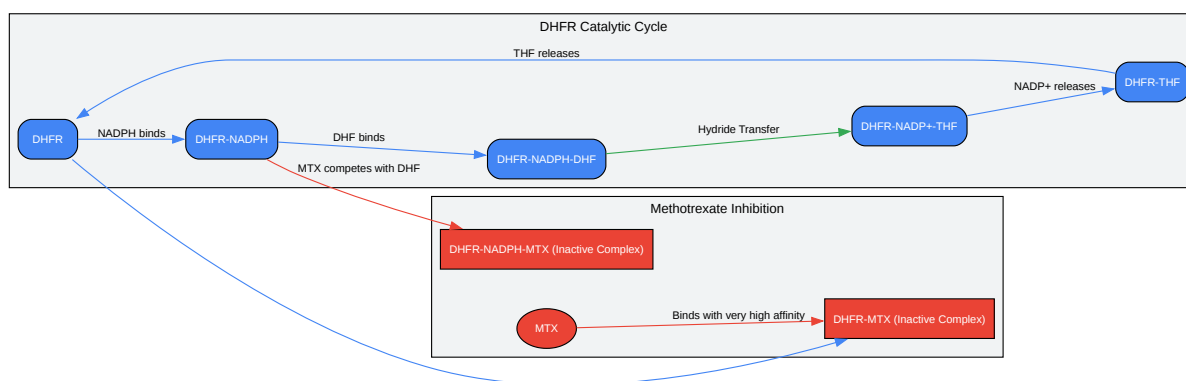 DHFR Catalytic Cycle
THF releases
DHFR-THF
NADP+ releases
DHFR
NADPH binds
DHFR-NADPH
DHF binds
DHFR-NADPH-DHF
Hydride Transfer
DHFR-NADP+-THF
MTX competes with DHF
Methotrexate Inhibition
DHFR-NADPH-MTX (Inactive Complex)
MTX
Binds with very high affinity
DHFR-MTX (Inactive Complex)